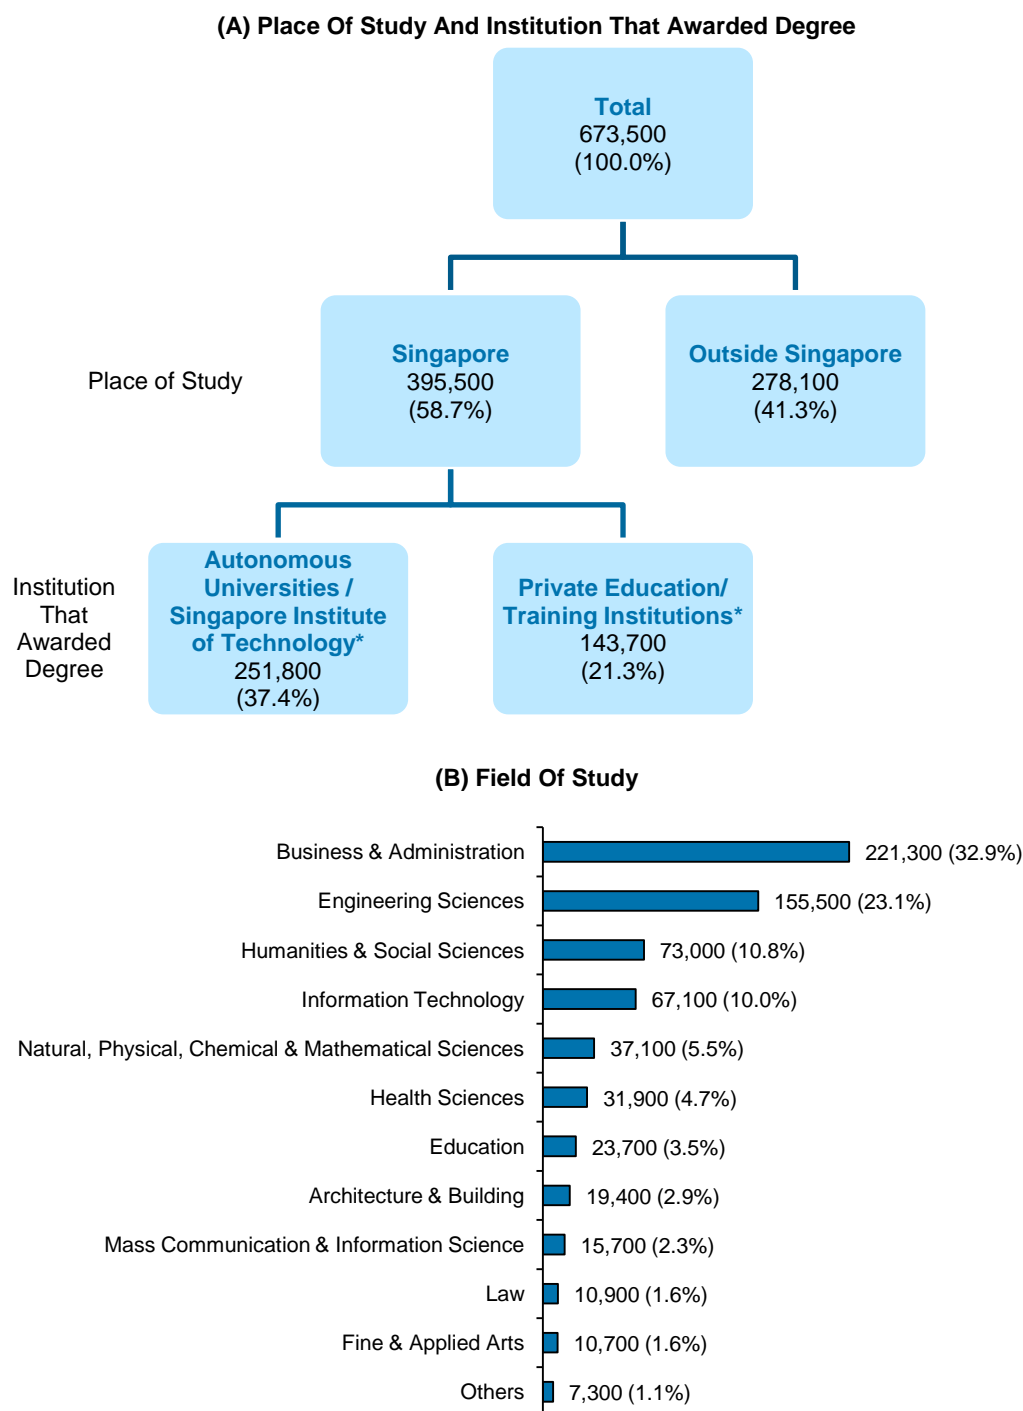 (A) Place Of Study And Institution That Awarded Degree
Total
673,500
(100.0%)
Place of Study
Singapore
395,500
(58.7%)
Outside Singapore
278,100
(41.3%)
Institution
That
Awarded
Degree
Autonomous
Universities /
Singapore Institute
of Technology*
251,800
(37.4%)
Private Education/
Training Institutions*
143,700
(21.3%)
(B) Field Of Study
Business & Administration 221,300 (32.9%)
Engineering Sciences 155,500 (23.1%)
Humanities & Social Sciences 73,000 (10.8%)
Information Technology 67,100 (10.0%)
Natural, Physical, Chemical & Mathematical Sciences 37,100 (5.5%)
Health Sciences 31,900 (4.7%)
Education 23,700 (3.5%)
Architecture & Building 19,400 (2.9%)
Mass Communication & Information Science 15,700 (2.3%)
Law 10,900 (1.6%)
Fine & Applied Arts 10,700 (1.6%)
Others 7,300 (1.1%)